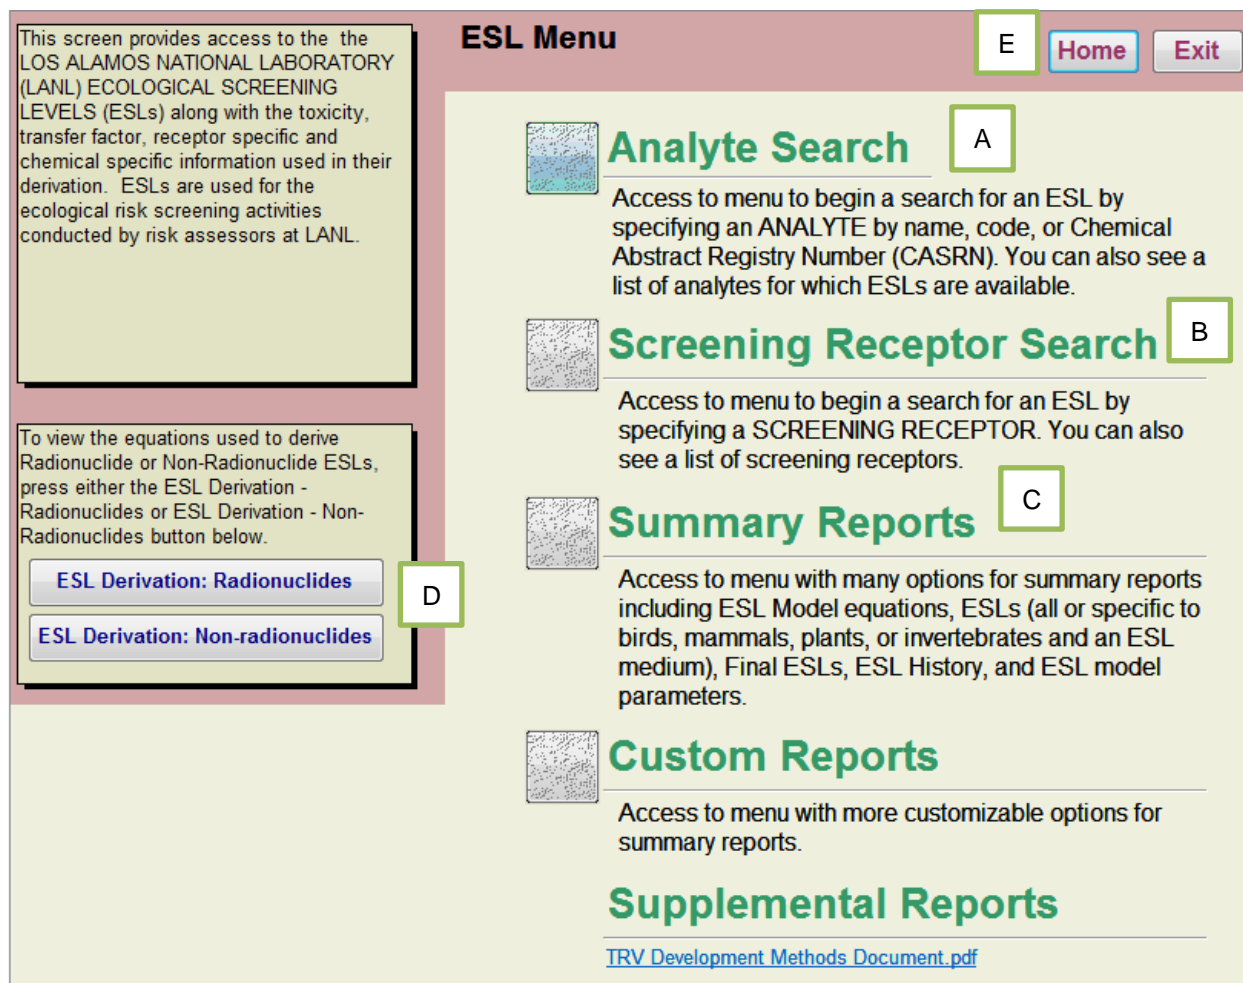 This screen provides access to the  the
LOS ALAMOS NATIONAL LABORATORY
(LANL) ECOLOGICAL SCREENING
LEVELS (ESLs) along with the toxicity,
transfer factor, receptor specific and
chemical specific information used in their
derivation.  ESLs are used for the
ecological risk screening activities
conducted by risk assessors at LANL.
To view the equations used to derive
Radionuclide or Non-Radionuclide ESLs,
press either the ESL Derivation -
Radionuclides or ESL Derivation - Non-
Radionuclides button below.
ESL Derivation: Radionuclides
D
ESL Derivation: Non-radionuclides
ESL Menu
E
Home
Exit
Analyte Search
A
Access to menu to begin a search for an ESL by
specifying an ANALYTE by name, code, or Chemical
Abstract Registry Number (CASRN). You can also see a
list of analytes for which ESLs are available.
Screening Receptor Search
B
Access to menu to begin a search for an ESL by
specifying a SCREENING RECEPTOR. You can also
see a list of screening receptors.
Summary Reports
C
Access to menu with many options for summary reports
including ESL Model equations, ESLs (all or specific to
birds, mammals, plants, or invertebrates and an ESL
medium), Final ESLs, ESL History, and ESL model
parameters.
Custom Reports
Access to menu with more customizable options for
summary reports.
Supplemental Reports
TRV Development Methods Document.pdf